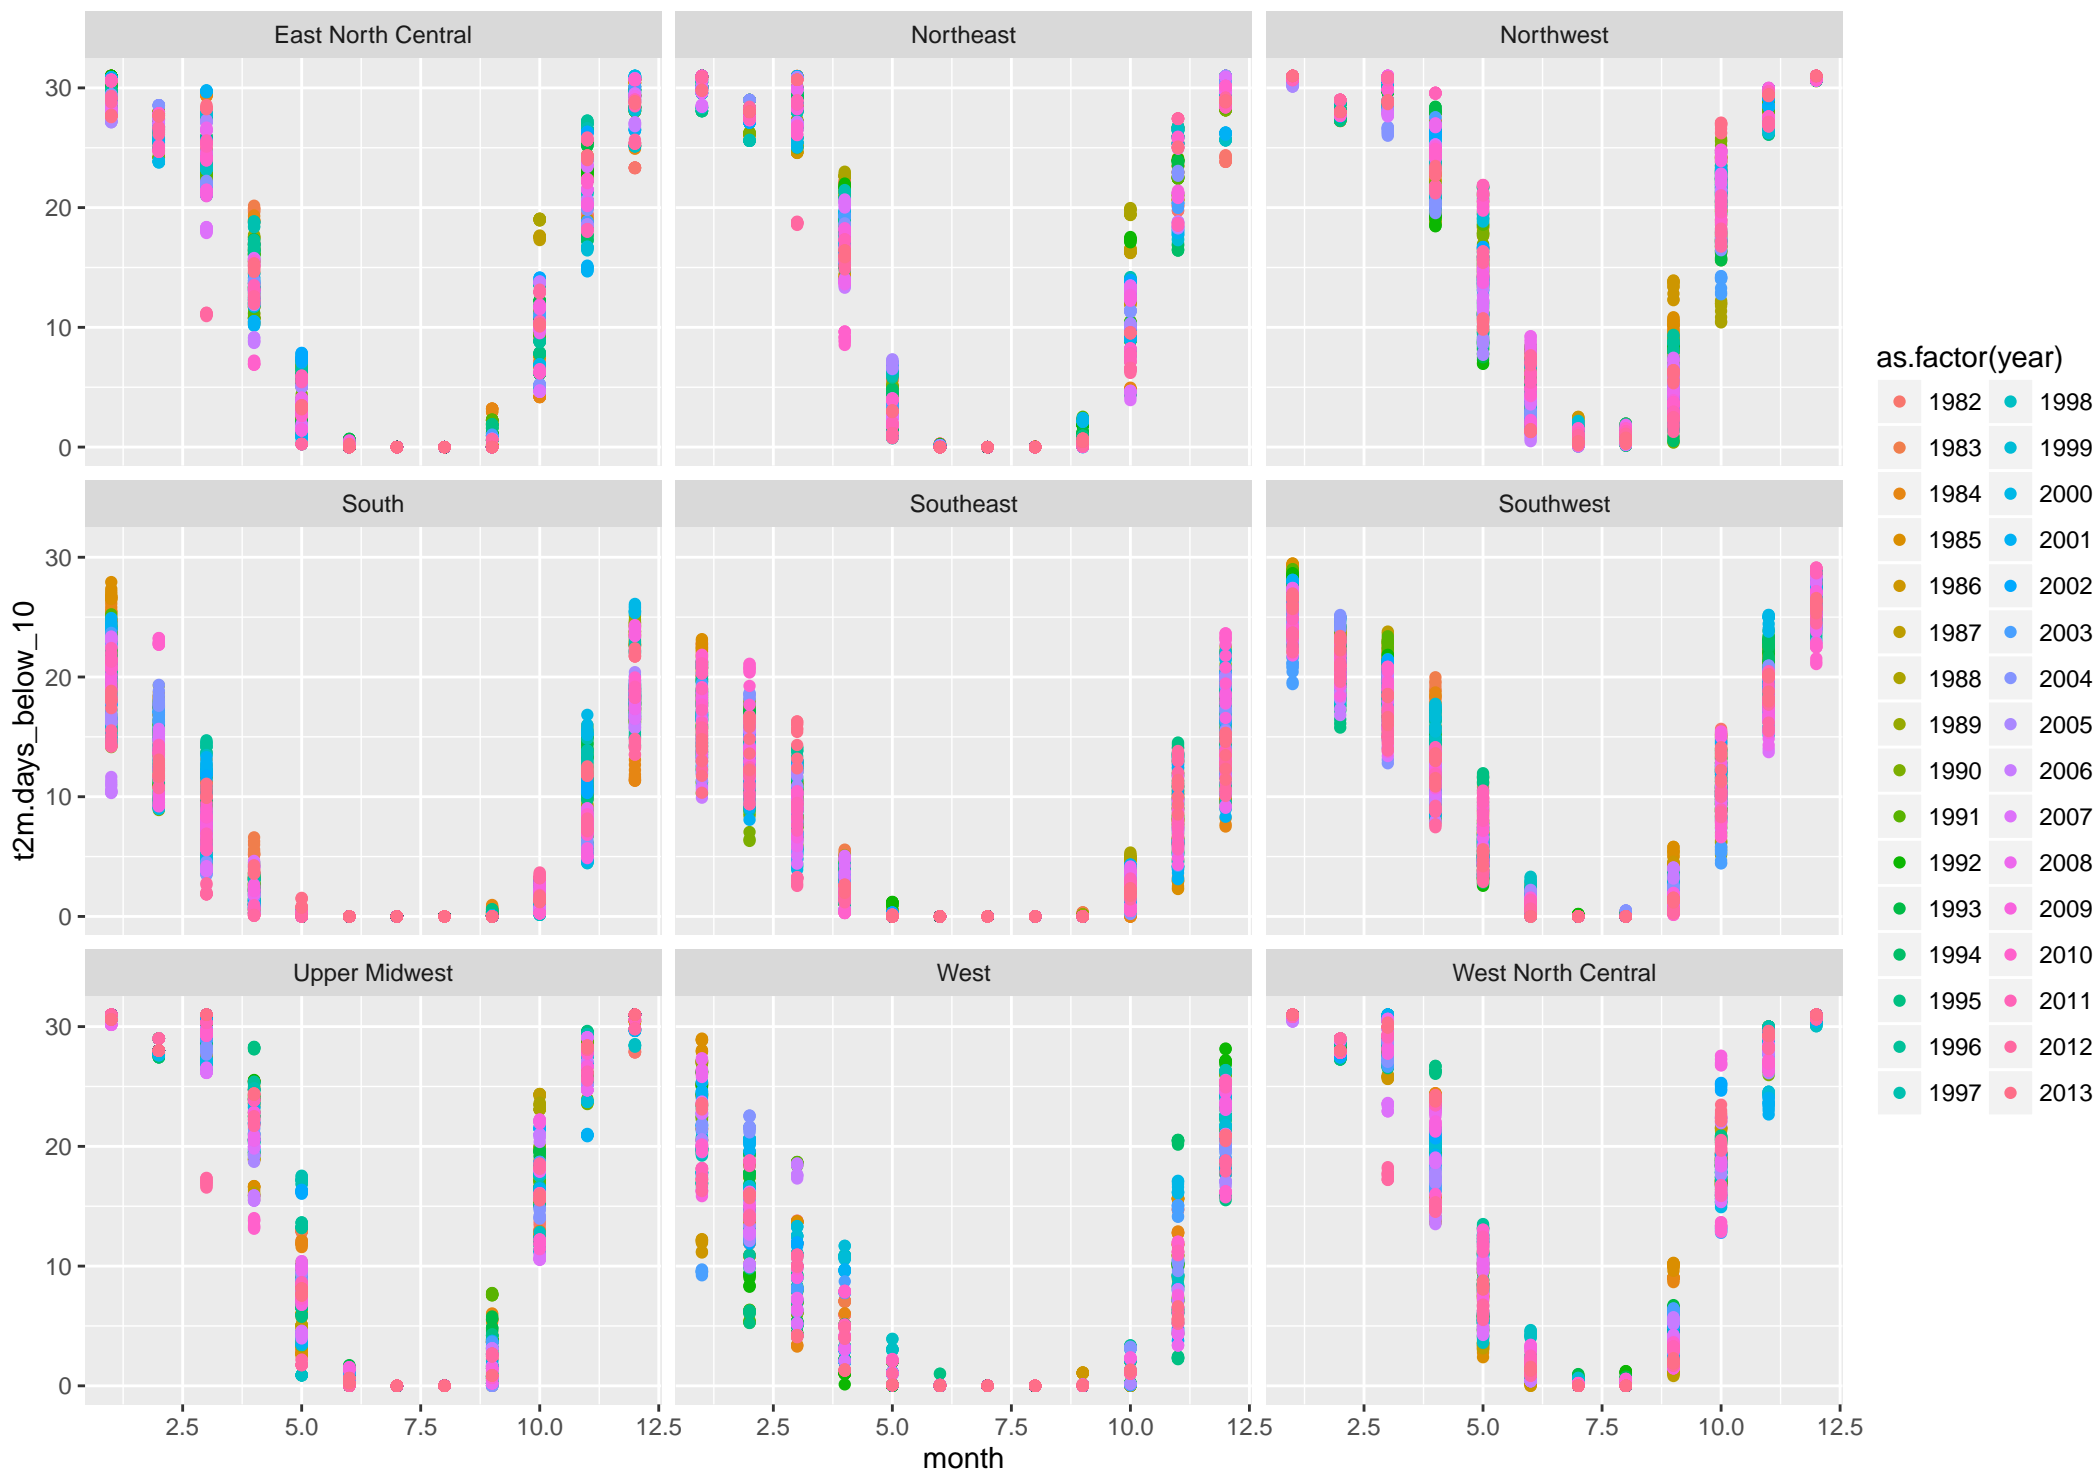 East North Central
Northeast
Northwest
30
20
10
0
South
Southeast
Southwest
30
20
10
0
t2m.days_below_10
Upper Midwest
West
West North Central
30
20
10
0
2.5 5.0 7.5 10.0 12.5 2.5 5.0 7.5 10.0 12.5 2.5 5.0 7.5 10.0 12.5
month
as.factor(year)
1982 1998
1983 1999
1984 2000
1985 2001
1986 2002
1987 2003
1988 2004
1989 2005
1990 2006
1991 2007
1992 2008
1993 2009
1994 2010
1995 2011
1996 2012
1997 2013